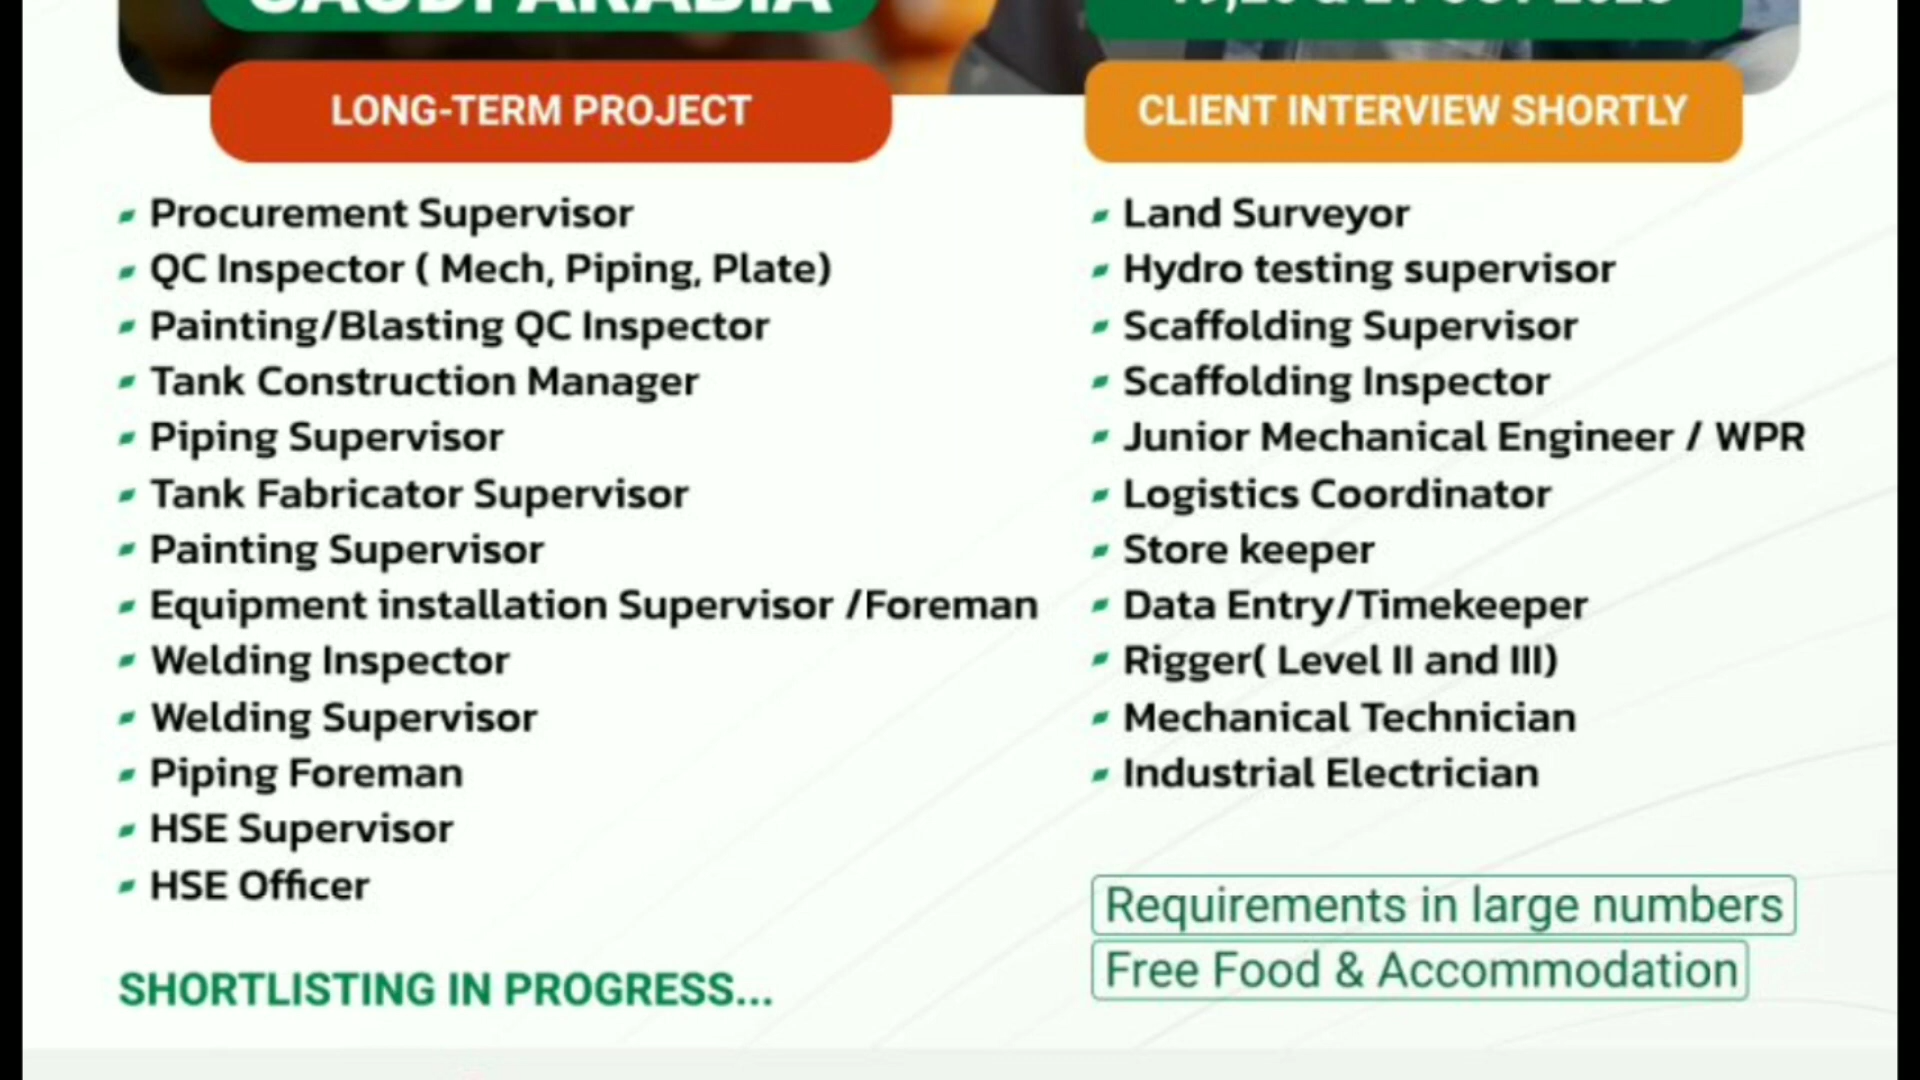 SAUDI ARABIA
LONG-TERM PROJECT
CLIENT INTERVIEW SHORTLY
Procurement Supervisor
QC Inspector ( Mech, Piping, Plate)
Painting/Blasting QC Inspector
Tank Construction Manager
Piping Supervisor
Tank Fabricator Supervisor
Painting Supervisor
Equipment installation Supervisor /Foreman
Welding Inspector
Welding Supervisor
Piping Foreman
HSE Supervisor
HSE Officer
SHORTLISTING IN PROGRESS...
Land Surveyor
Hydro testing supervisor
Scaffolding Supervisor
Scaffolding Inspector
Junior Mechanical Engineer / WPR
Logistics Coordinator
Store keeper
Data Entry/Timekeeper
Rigger( Level II and III)
Mechanical Technician
Industrial Electrician
Requirements in large numbers
Free Food & Accommodation